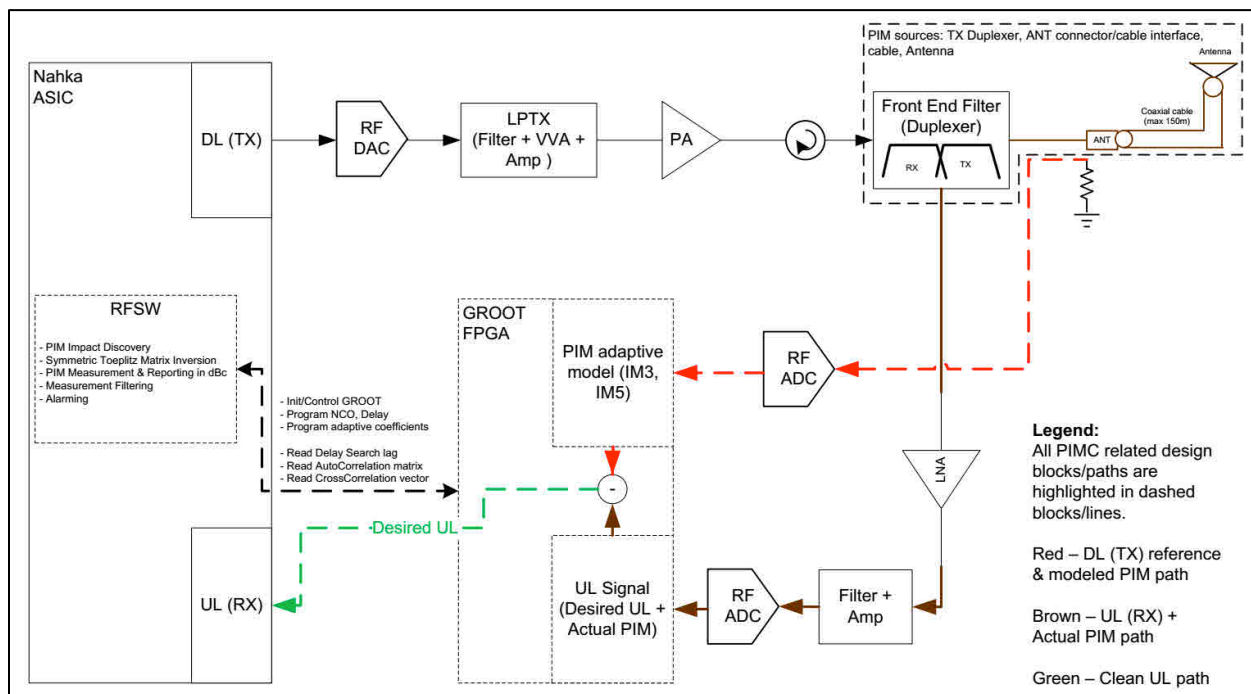 PIM sources: TX Duplexer, ANT connector/cable interface,
cable, Antenna
Antenna
Nahka
ASIC
DL (TX)
RF
DAC
LPTX
(Filter + VVA +
Amp )
PA
Front End Filter
(Duplexer)
RX
TX
Coaxial cable
(max 150m)
ANT
RFSW
- PIM Impact Discovery
- Symmetric Toeplitz Matrix Inversion
- PIM Measurement & Reporting in dBc
- Measurement Filtering
- Alarming
- Init/Control GROOT
- Program NCO, Delay
- Program adaptive coefficients
- Read Delay Search lag
- Read AutoCorrelation matrix
- Read CrossCorrelation vector
GROOT
FPGA
PIM adaptive
model (IM3,
IM5)
RF
ADC
-
Desired UL
UL (RX)
UL Signal
(Desired UL +
Actual PIM)
RF
ADC
Filter +
Amp
LNA
Legend:
All PIMC related design
blocks/paths are
highlighted in dashed
blocks/lines.
Red – DL (TX) reference
& modeled PIM path
Brown – UL (RX) +
Actual PIM path
Green – Clean UL path